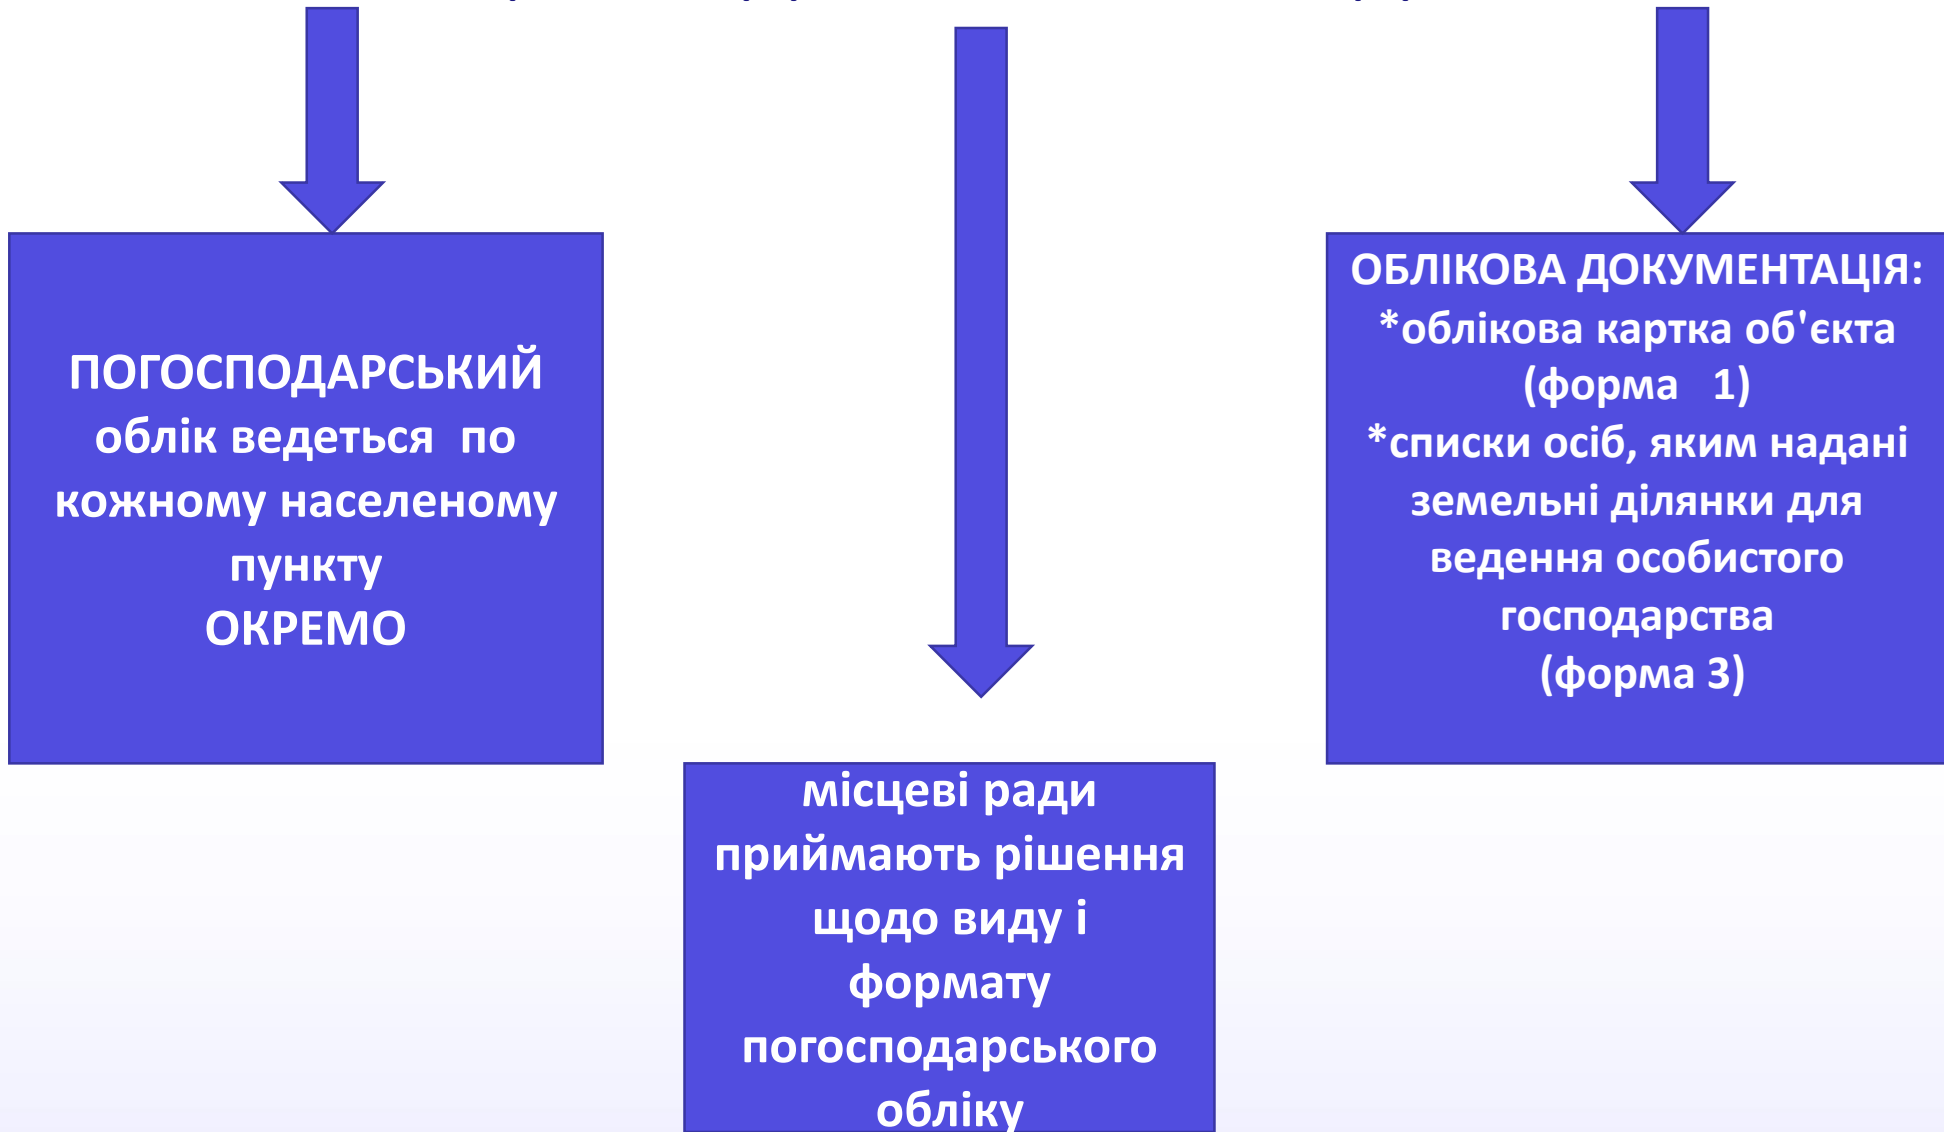 ПОГОСПОДАРСЬКИЙ
облік ведеться по
кожному населеному
пункту
ОКРЕМО
місцеві ради
приймають рішення
щодо виду і
формату
погосподарського
обліку
ОБЛІКОВА ДОКУМЕНТАЦІЯ:
*облікова картка об'єкта
(форма 1)
*списки осіб, яким надані
земельні ділянки для
ведення особистого
господарства
(форма 3)